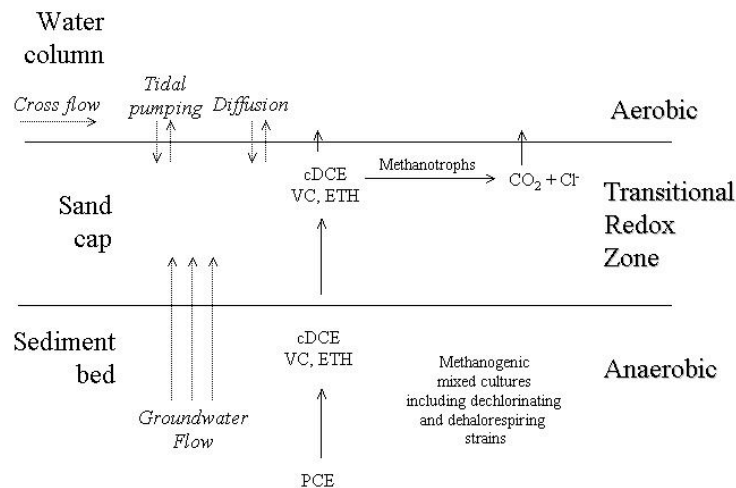 Water
column
Cross flow
Tidal
pumping
Diffusion
Aerobic
Sand
cap
cDCE
VC, ETH
Methanotrophs
CO₂ + Cl⁻
Transitional
Redox
Zone
Sediment
bed
Groundwater
Flow
cDCE
VC, ETH
PCE
Methanogenic
mixed cultures
including dechlorinating
and dehalorespiring
strains
Anaerobic